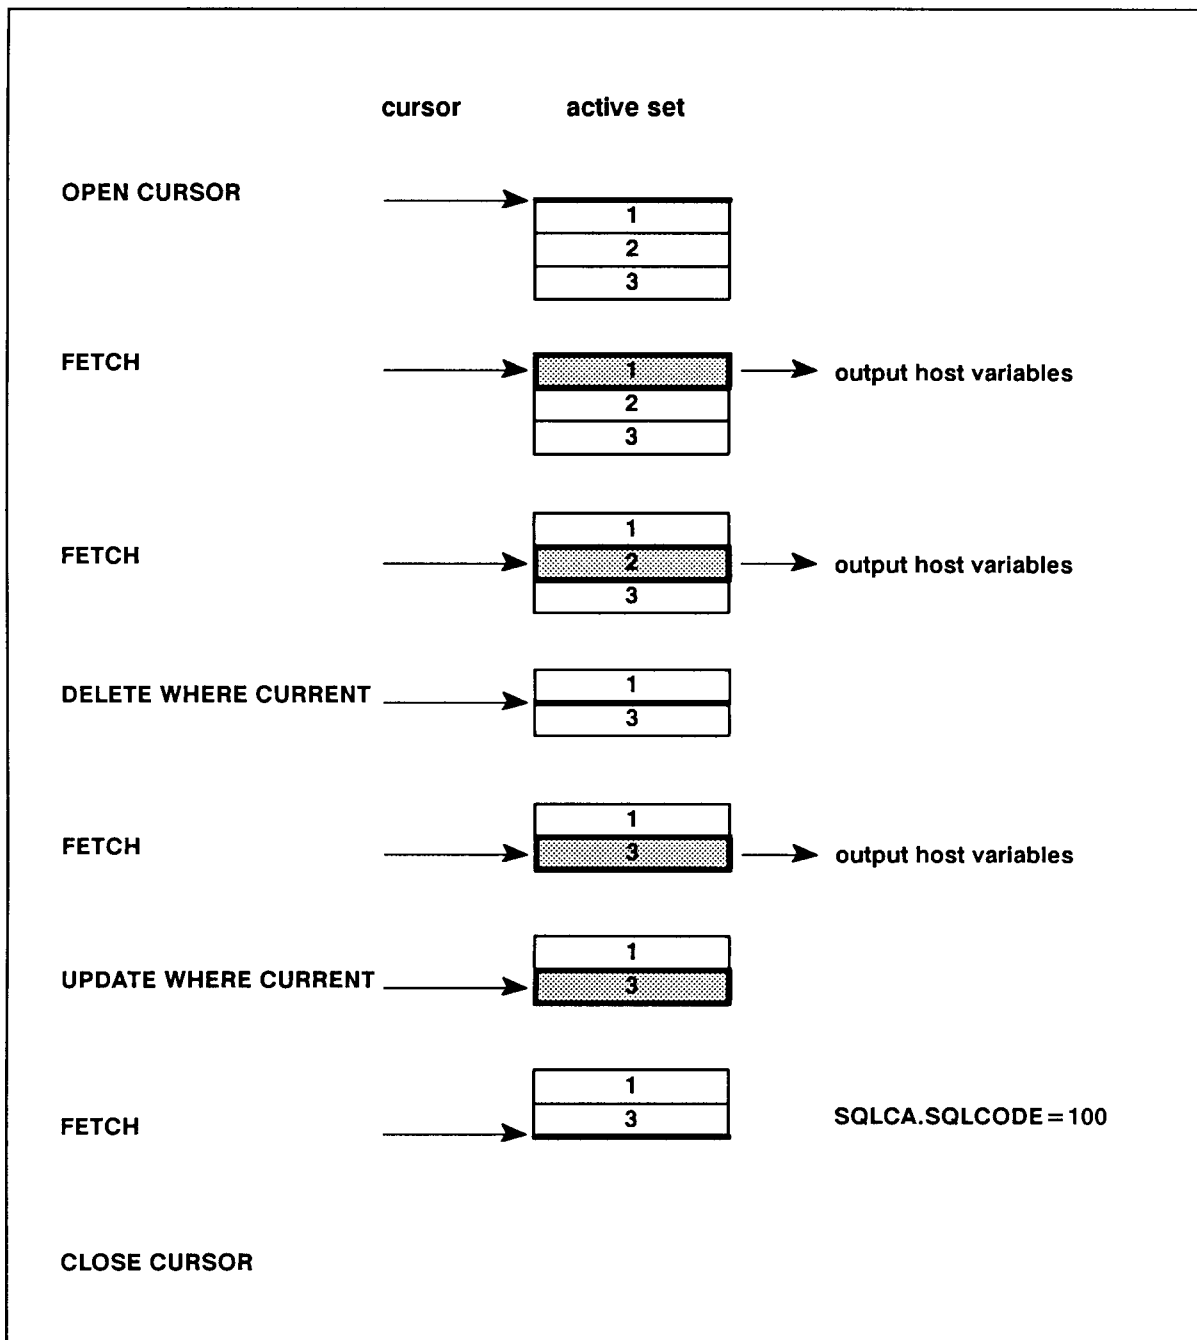 cursor active set
OPEN CURSOR
1
2
3
FETCH
1 output host variables
2
3
1
FETCH
2 output host variables
3
1
DELETE WHERE CURRENT
3
1
FETCH
3 output host variables
1
UPDATE WHERE CURRENT
3
1
FETCH
3 SQLCA.SQLCODE=100
CLOSE CURSOR